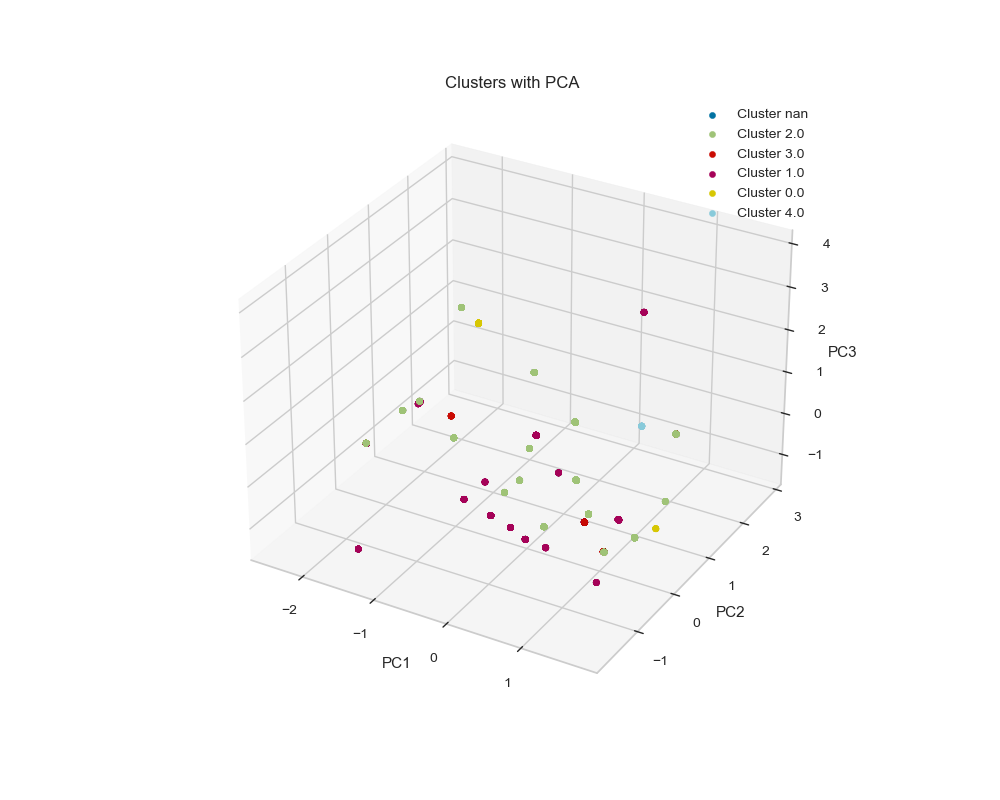 Clusters with PCA
Cluster nan
Cluster 2.0
Cluster 3.0
Cluster 1.0
Cluster 0.0
Cluster 4.0
4
3
2
PC3
1
0
−1
3
2
1
0
−1
PC2
−2
−1
0
1
PC1